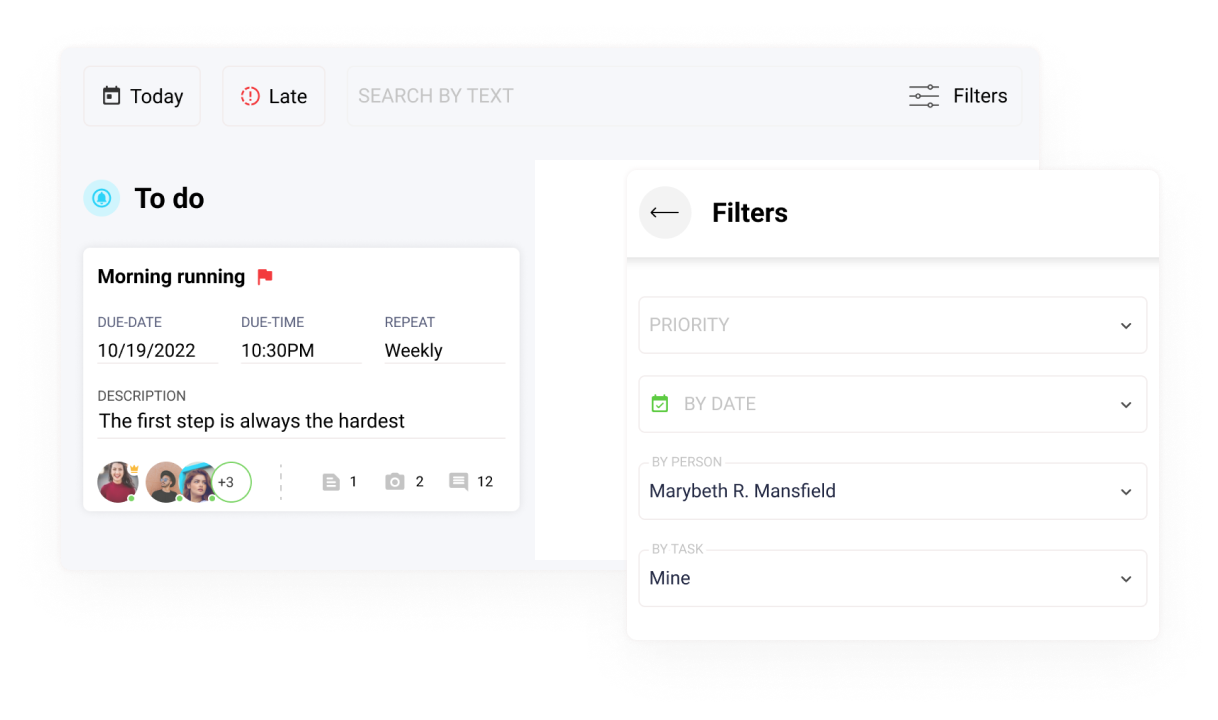 Today
Late
SEARCH BY TEXT
Filters
To do
Morning running
DUE-DATE
DUE-TIME
REPEAT
10/19/2022
10:30PM
Weekly
DESCRIPTION
The first step is always the hardest
+3
1
2
12
Filters
PRIORITY
BY DATE
BY PERSON
Marybeth R. Mansfield
BY TASK
Mine